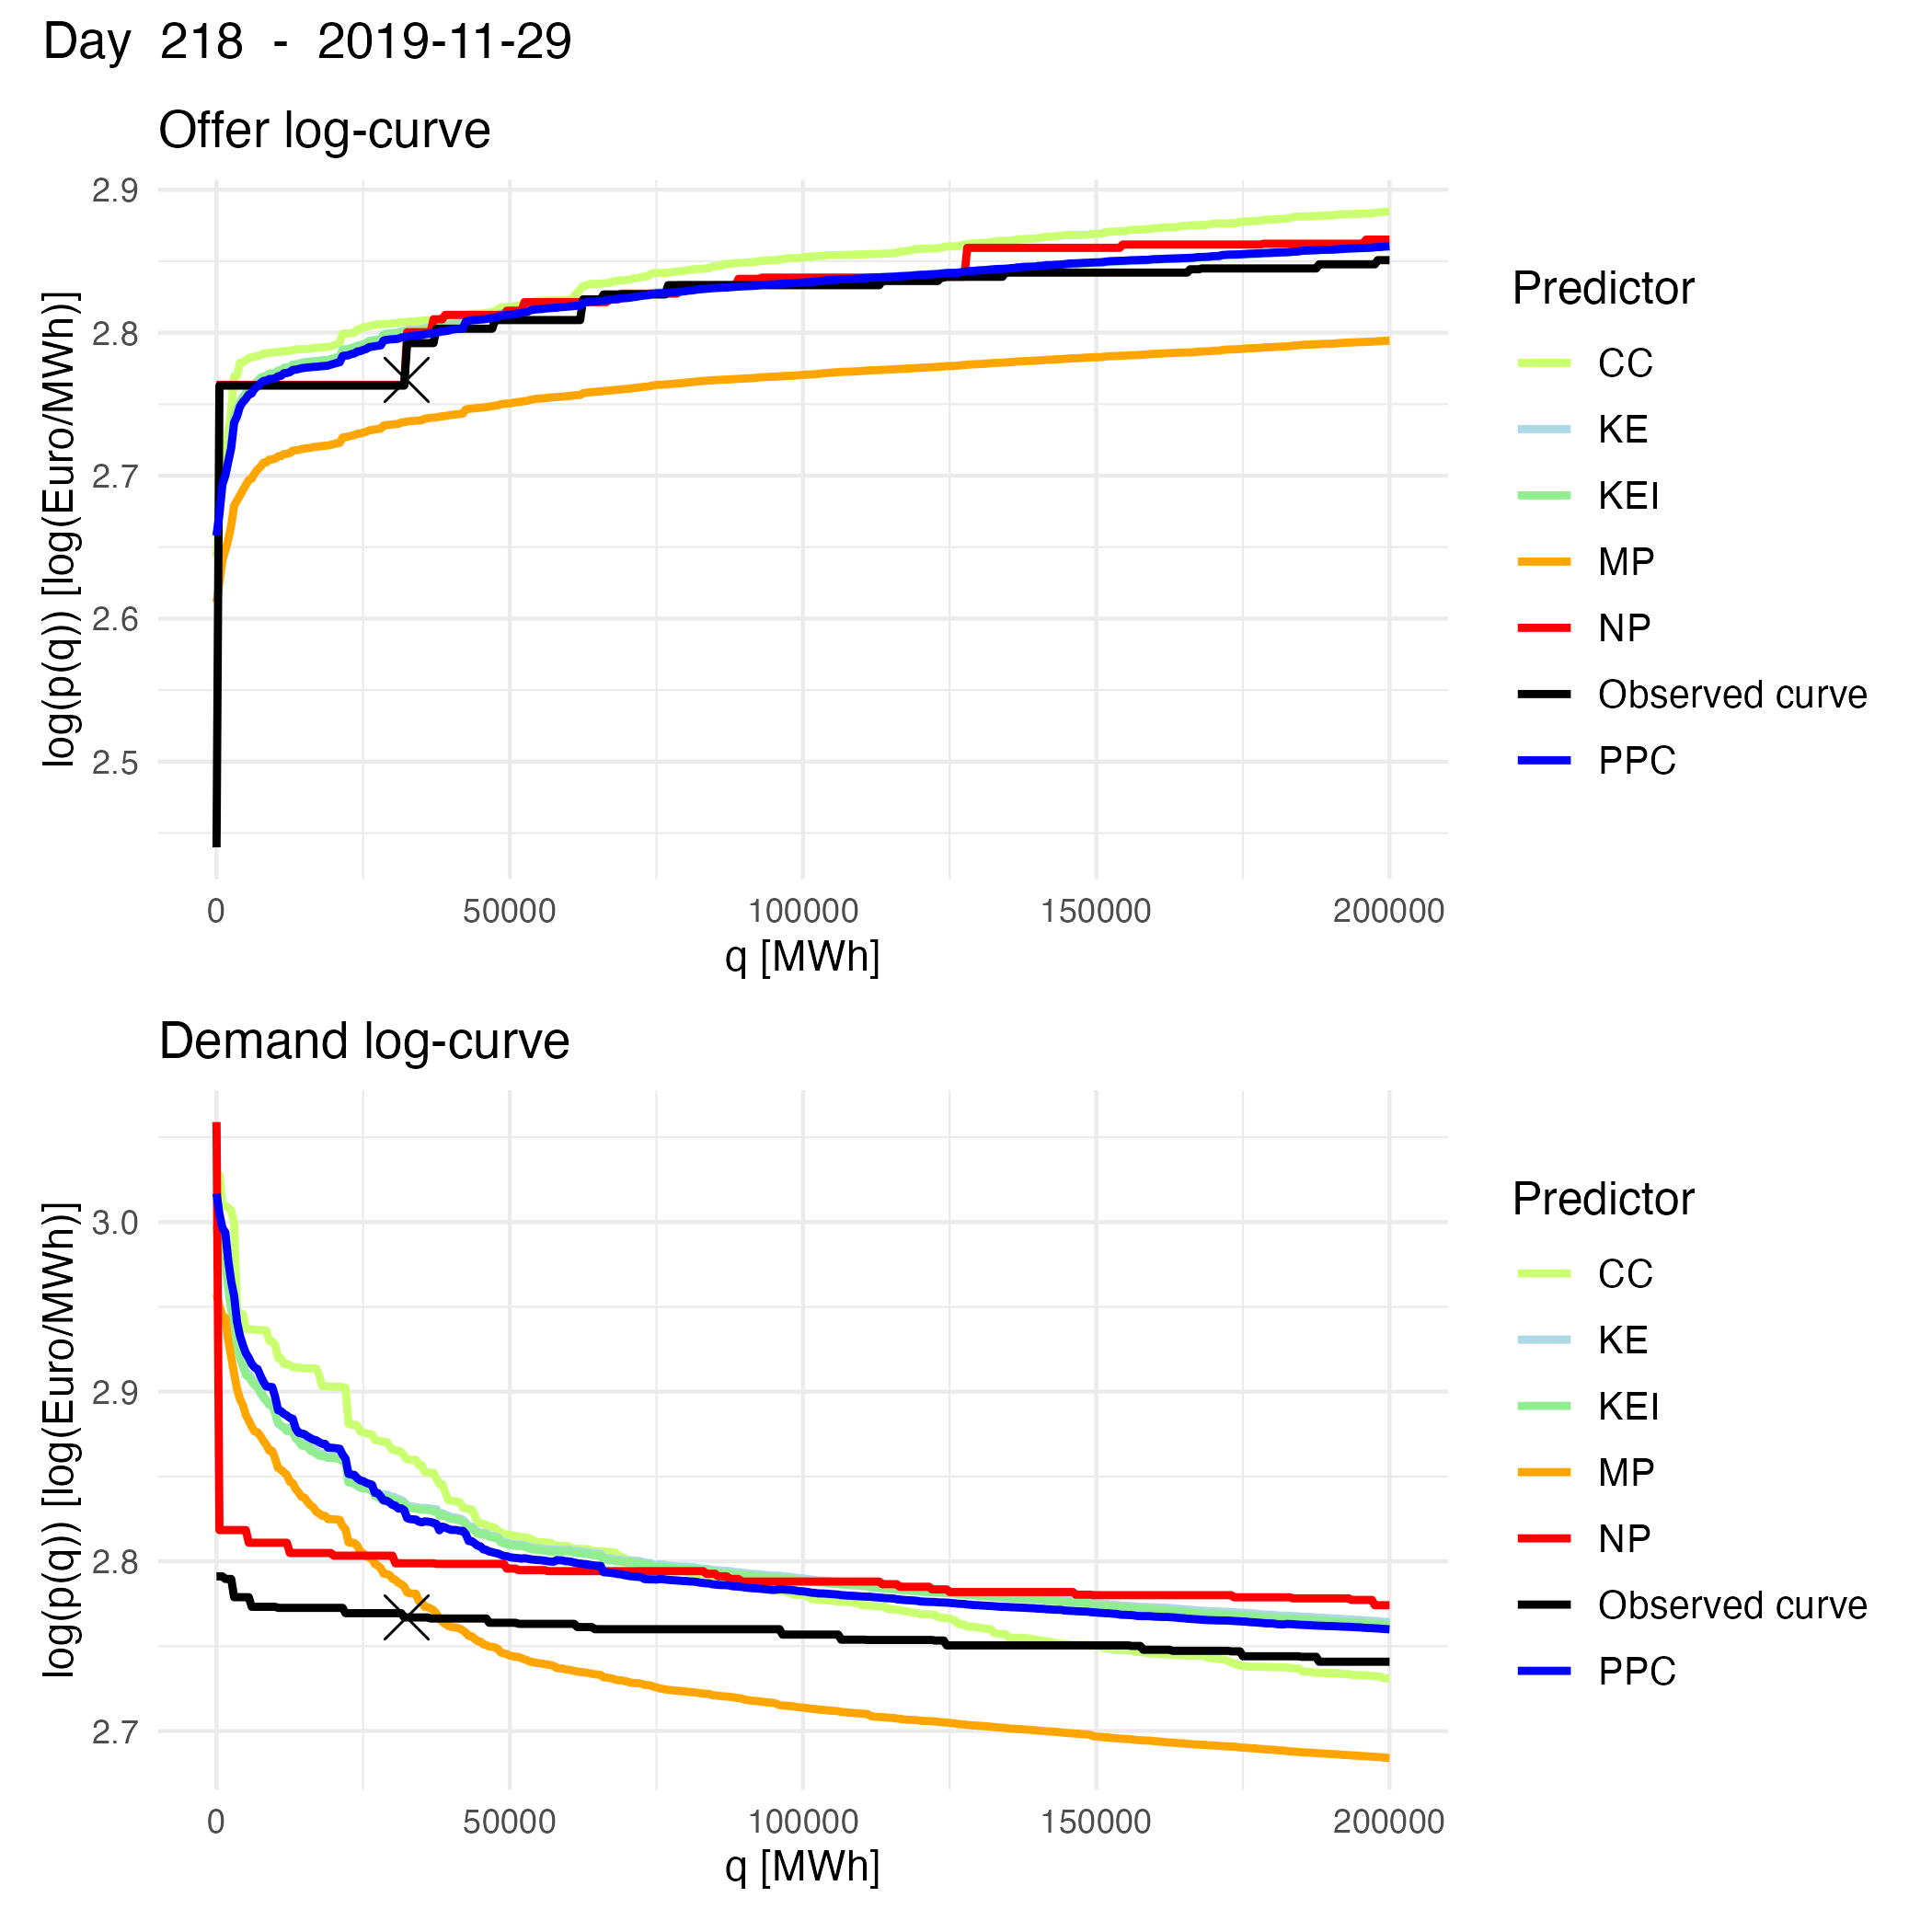 Day 218 - 2019-11-29
Offer log-curve
log(p(q)) [log(Euro/MWh)]
2.9
2.8
2.7
2.6
2.5
0 50000 100000 150000 200000
q [MWh]
Predictor
CC
KE
KEI
MP
NP
Observed curve
PPC
Demand log-curve
log(p(q)) [log(Euro/MWh)]
3.0
2.9
2.8
2.7
0 50000 100000 150000 200000
q [MWh]
Predictor
CC
KE
KEI
MP
NP
Observed curve
PPC